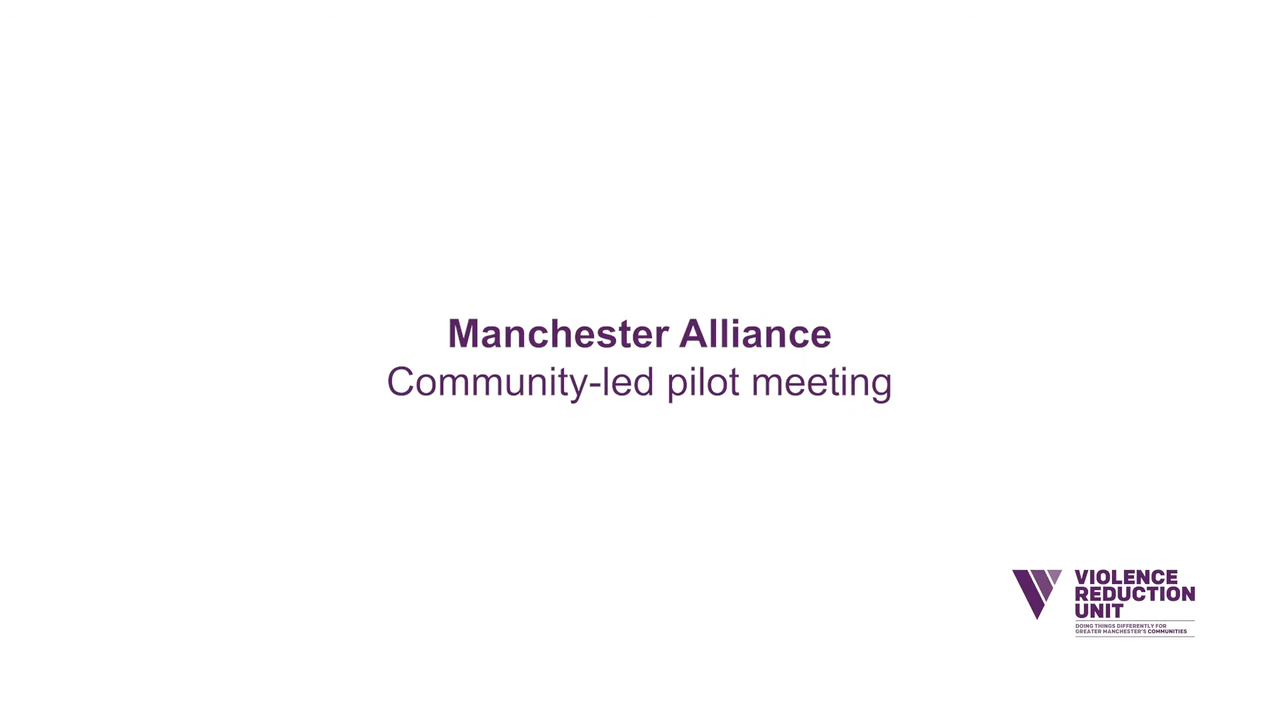 Manchester Alliance
Community-led pilot meeting
VIOLENCE
REDUCTION
UNIT
DOING THINGS DIFFERENTLY FOR
GREATER MANCHESTER'S COMMUNITIES